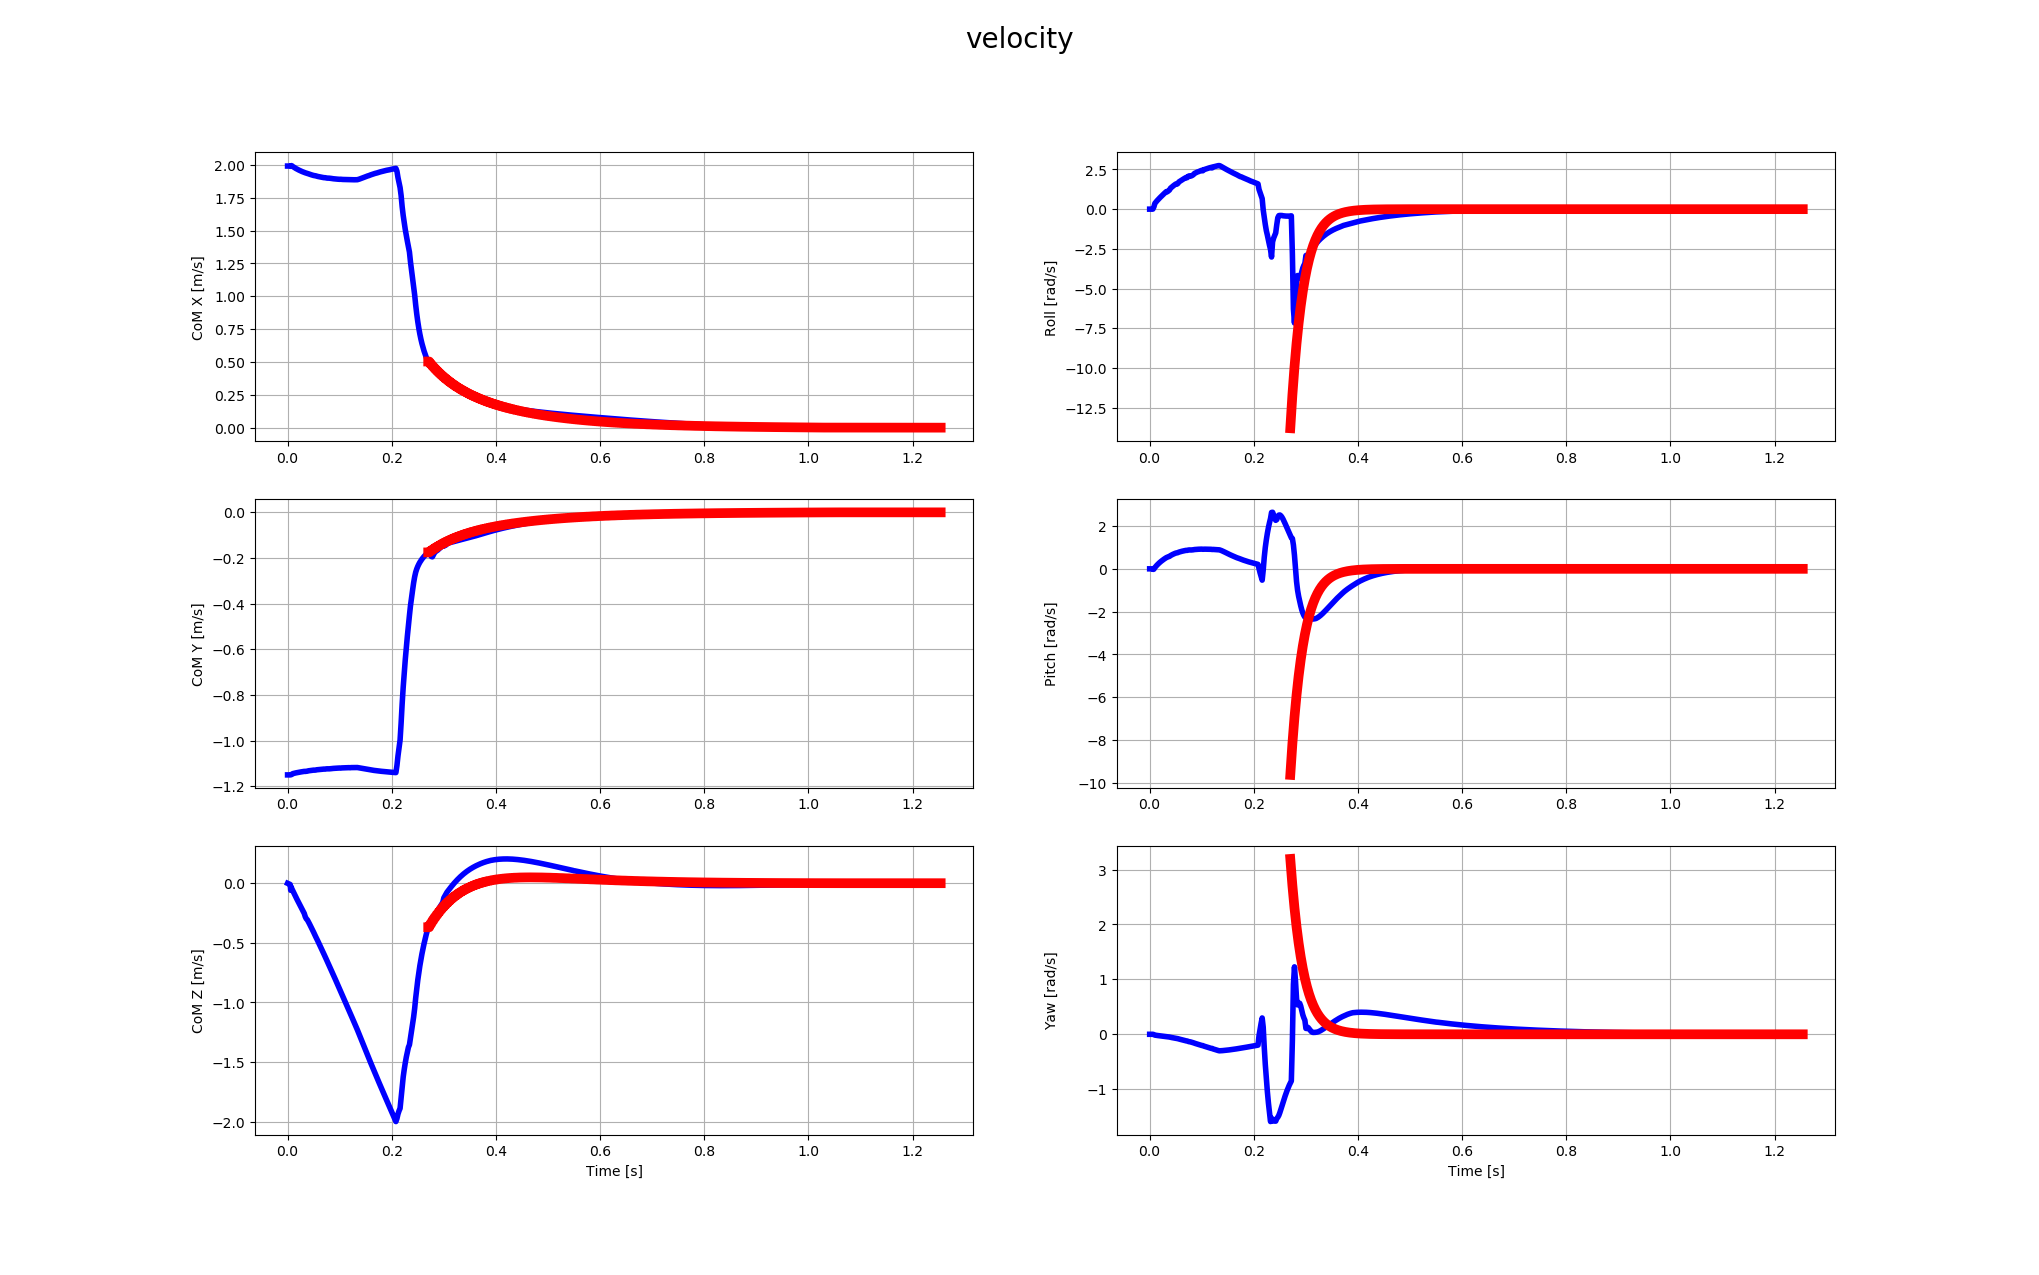 velocity
CoM X [m/s]
2.00
1.75
1.50
1.25
1.00
0.75
0.50
0.25
0.00
0.0 0.2 0.4 0.6 0.8 1.0 1.2
Roll [rad/s]
2.5
0.0
−2.5
−5.0
−7.5
−10.0
−12.5
0.0 0.2 0.4 0.6 0.8 1.0 1.2
CoM Y [m/s]
0.0
−0.2
−0.4
−0.6
−0.8
−1.0
−1.2
0.0 0.2 0.4 0.6 0.8 1.0 1.2
Pitch [rad/s]
2
0
−2
−4
−6
−8
−10
0.0 0.2 0.4 0.6 0.8 1.0 1.2
CoM Z [m/s]
0.0
−0.5
−1.0
−1.5
−2.0
0.0 0.2 0.4 0.6 0.8 1.0 1.2
Time [s]
Yaw [rad/s]
3
2
1
0
−1
0.0 0.2 0.4 0.6 0.8 1.0 1.2
Time [s]